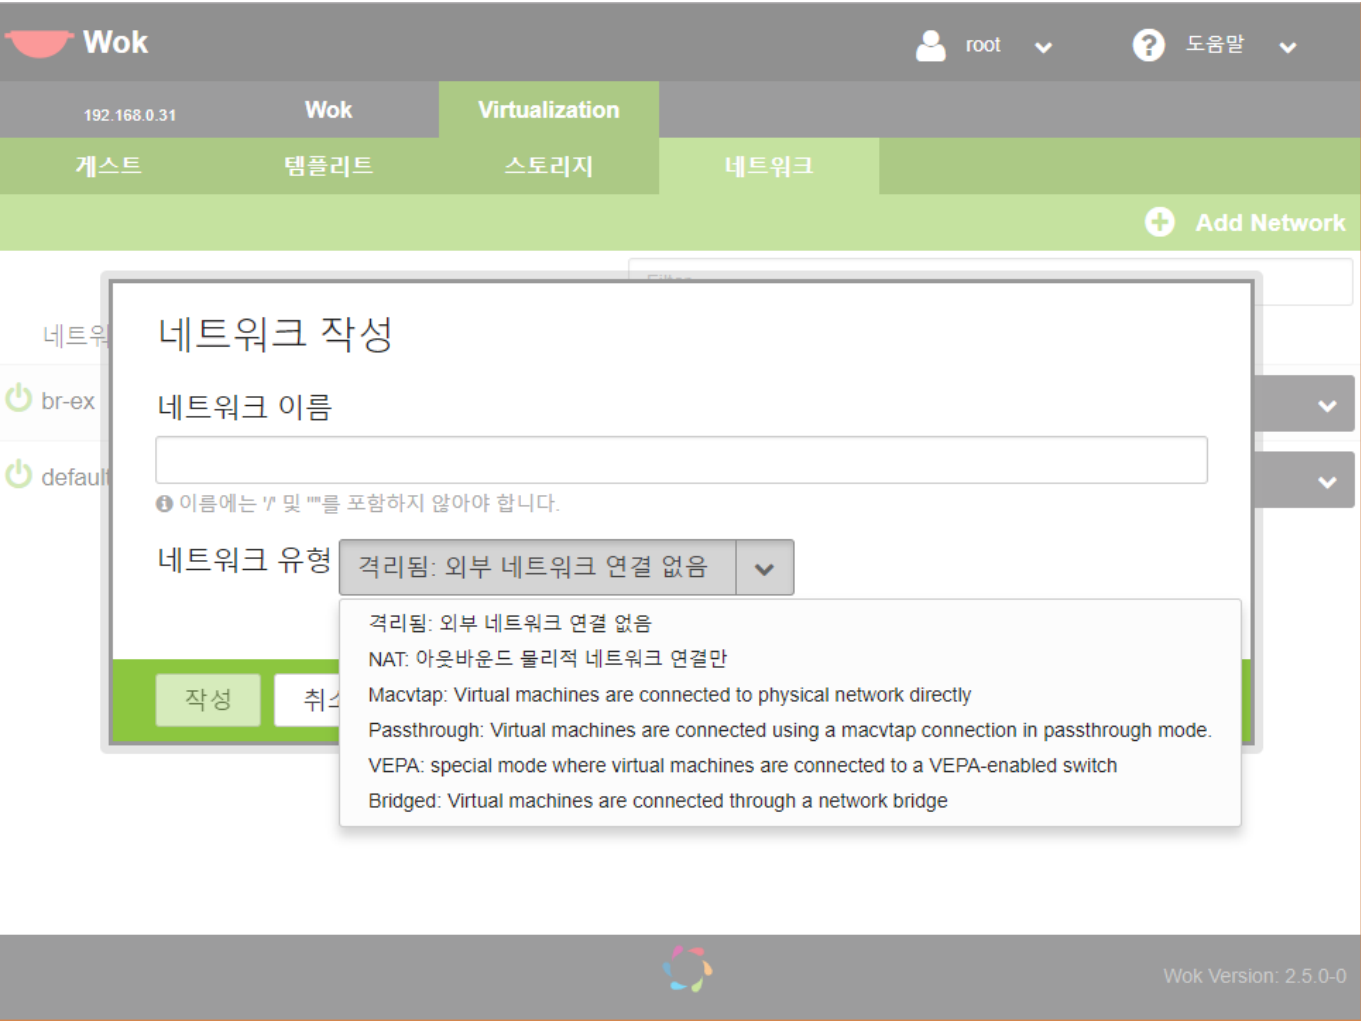 Wok
root
도움말
192.168.0.31
Wok
Virtualization
게스트
템플리트
스토리지
네트워크
Add Network
네트워크 작성
br-ex
default
네트워크 이름
이름에는 '/' 및 '"'를 포함하지 않아야 합니다.
네트워크 유형
격리됨: 외부 네트워크 연결 없음
격리됨: 외부 네트워크 연결 없음
NAT: 아웃바운드 물리적 네트워크 연결만
Macvtap: Virtual machines are connected to physical network directly
Passthrough: Virtual machines are connected using a macvtap connection in passthrough mode.
VEPA: special mode where virtual machines are connected to a VEPA-enabled switch
Bridged: Virtual machines are connected through a network bridge
작성
Wok Version: 2.5.0-0